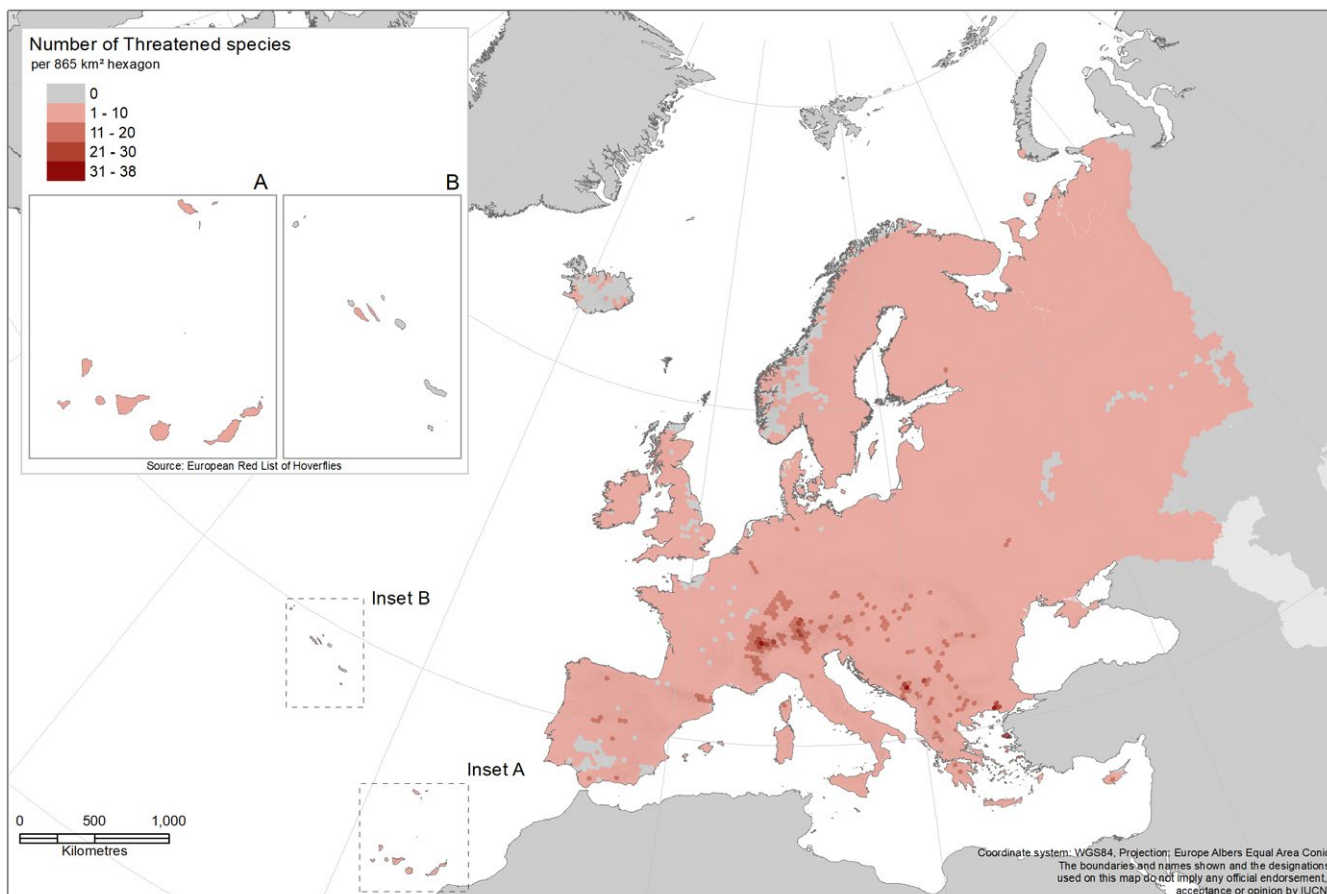 Number of Threatened species
per 865 km² hexagon
0
1 - 10
11 - 20
21 - 30
31 - 38
A
B
Source: European Red List of Hoverflies
Inset B
Inset A
0 500 1,000
Kilometres
Coordinate system: WGS84, Projection: Europe Albers Equal Area Conic
The boundaries and names shown and the designations
used on this map do not imply any official endorsement,
acceptance or opinion by IUCN.